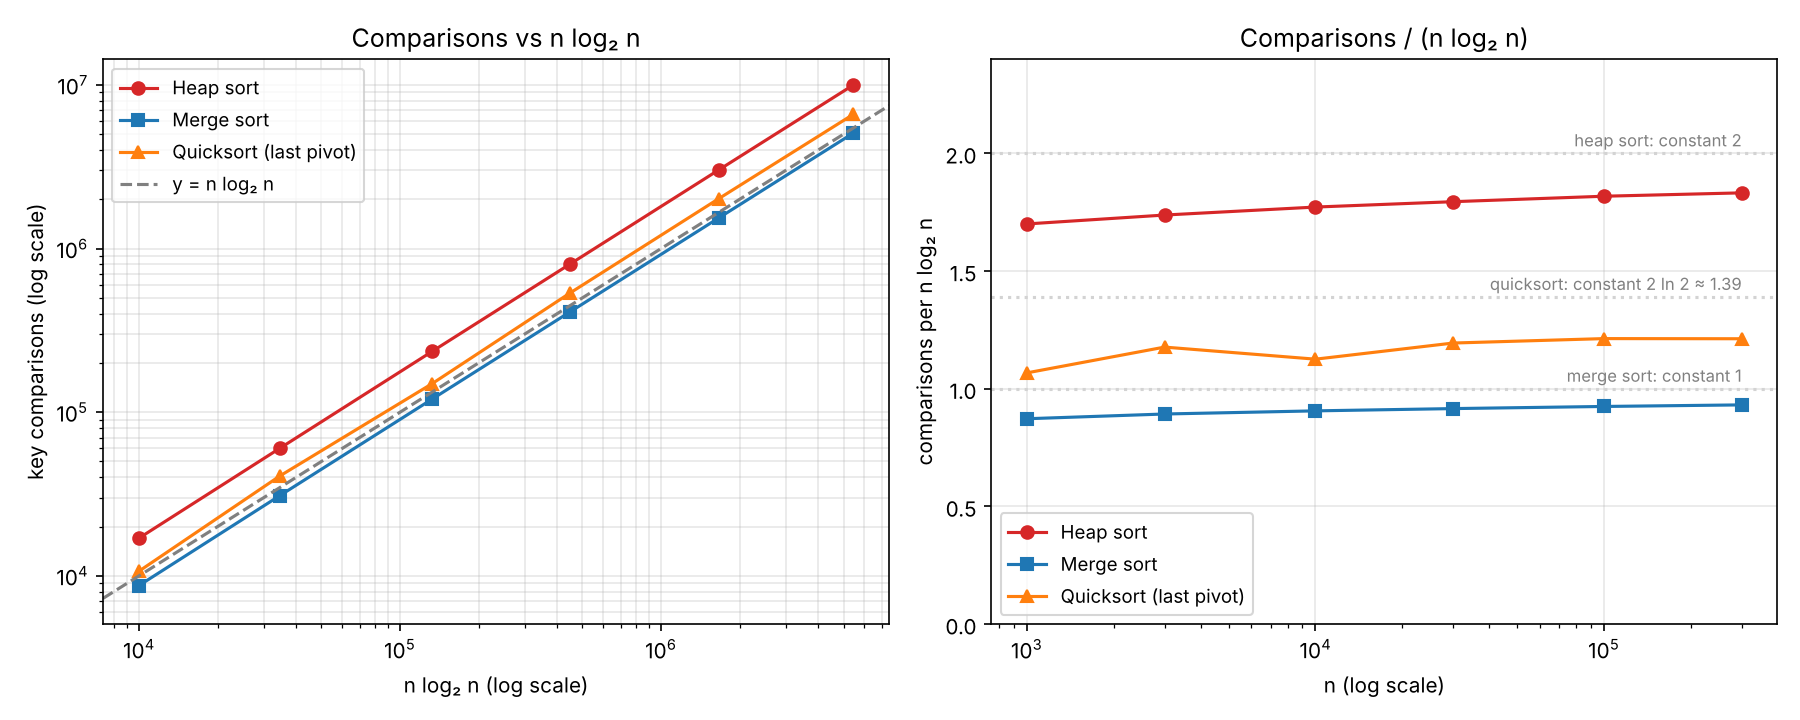 Comparisons vs n log₂ n
key comparisons (log scale)
10⁷
10⁶
10⁵
10⁴
Heap sort
Merge sort
Quicksort (last pivot)
y = n log₂ n
10⁴
10⁵
10⁶
n log₂ n (log scale)
Comparisons / (n log₂ n)
comparisons per n log₂ n
2.0
1.5
1.0
0.5
0.0
heap sort: constant 2
quicksort: constant 2 ln 2 ≈ 1.39
merge sort: constant 1
Heap sort
Merge sort
Quicksort (last pivot)
10³
10⁴
10⁵
n (log scale)